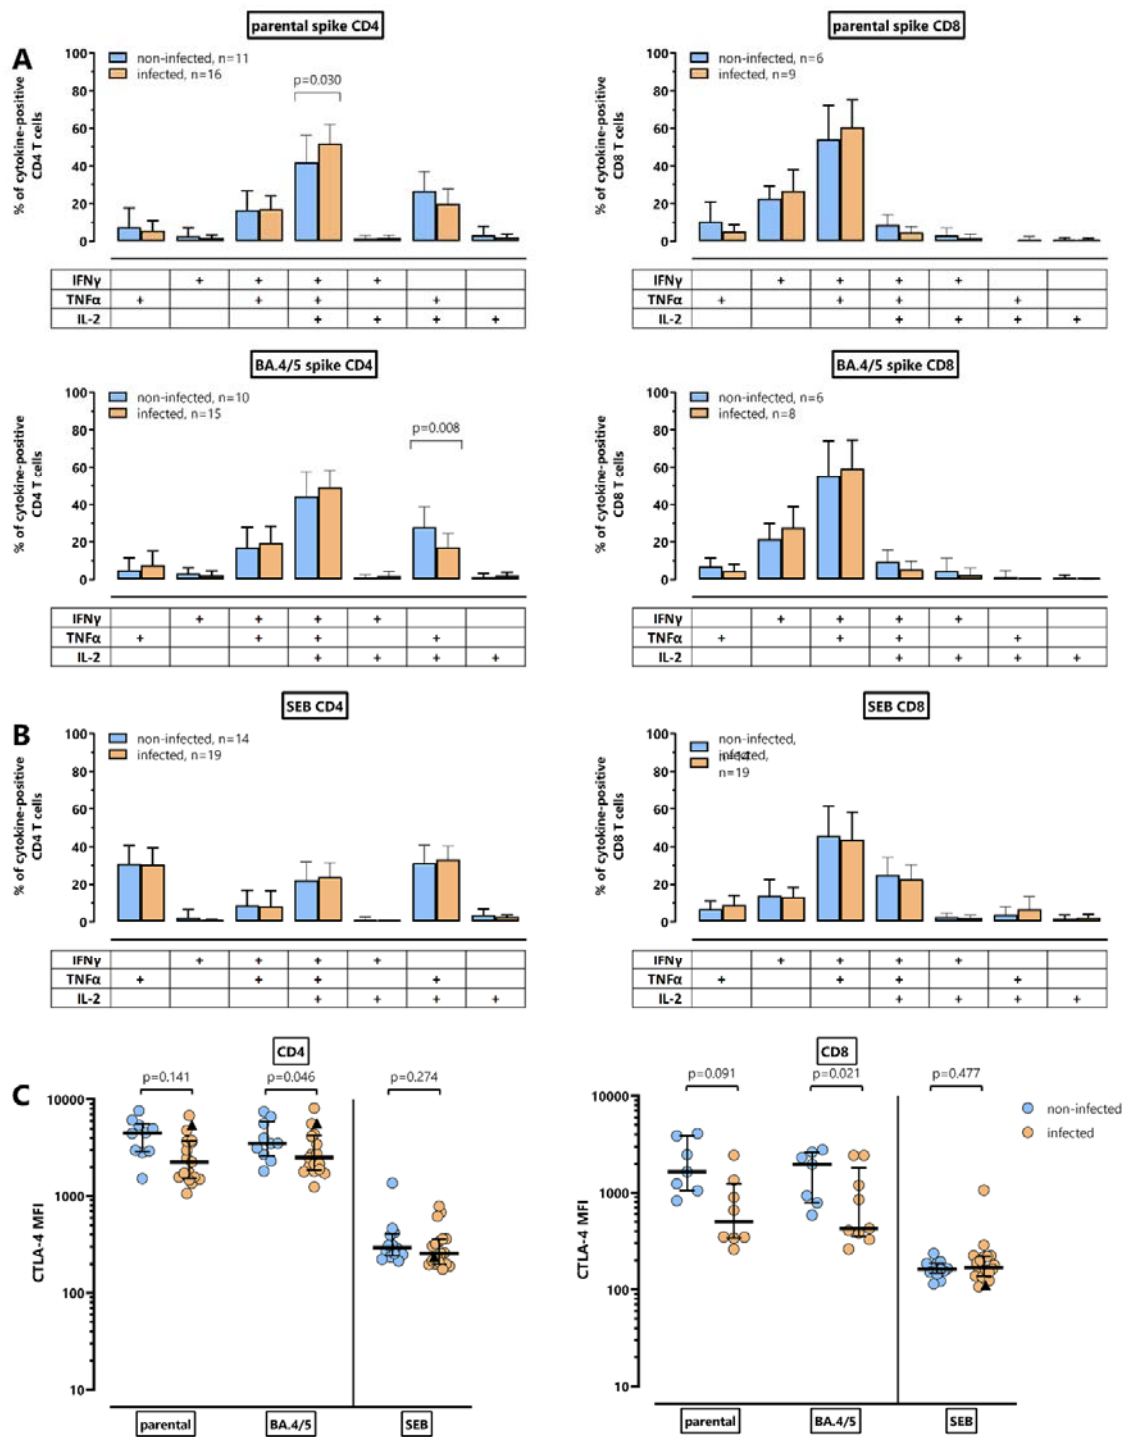 A
parental spike CD4
parental spike CD8
non-infected, n=11
infected, n=16
p=0.030
non-infected, n=6
infected, n=9
% of cytokine-positive
CD4 T cells
100
80
60
40
20
0
% of cytokine-positive
CD8 T cells
100
80
60
40
20
0
IFNγ + + + +
TNFα + + + +
IL-2 + + + +
IFNγ + + + +
TNFα + + + +
IL-2 + + + +
BA.4/5 spike CD4
BA.4/5 spike CD8
non-infected, n=10
infected, n=15
p=0.008
non-infected, n=6
infected, n=8
% of cytokine-positive
CD4 T cells
100
80
60
40
20
0
% of cytokine-positive
CD8 T cells
100
80
60
40
20
0
IFNγ + + + +
TNFα + + + +
IL-2 + + + +
IFNγ + + + +
TNFα + + + +
IL-2 + + + +
B
SEB CD4
SEB CD8
non-infected, n=14
infected, n=19
non-infected,
n=14
infected,
n=19
% of cytokine-positive
CD4 T cells
100
80
60
40
20
0
% of cytokine-positive
CD8 T cells
100
80
60
40
20
0
IFNγ + + + +
TNFα + + + +
IL-2 + + + +
IFNγ + + + +
TNFα + + + +
IL-2 + + + +
C
CD4
CD8
p=0.141
p=0.046
p=0.274
p=0.091
p=0.021
p=0.477
CTLA-4 MFI
10000
1000
100
10
CTLA-4 MFI
10000
1000
100
10
non-infected
infected
parental
BA.4/5
SEB
parental
BA.4/5
SEB